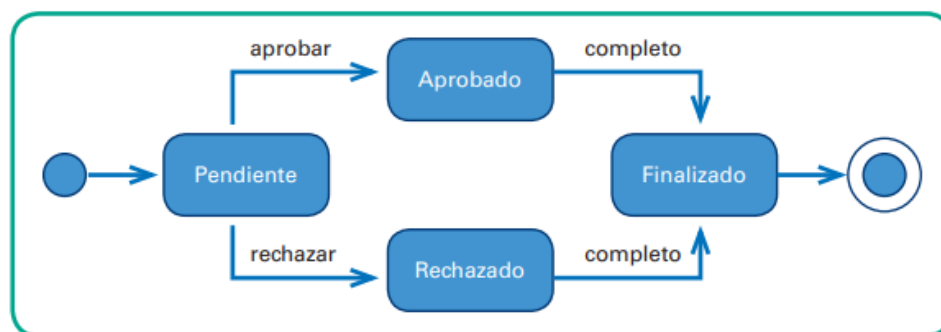 aprobar
completo
Aprobado
Pendiente
Finalizado
rechazar
completo
Rechazado